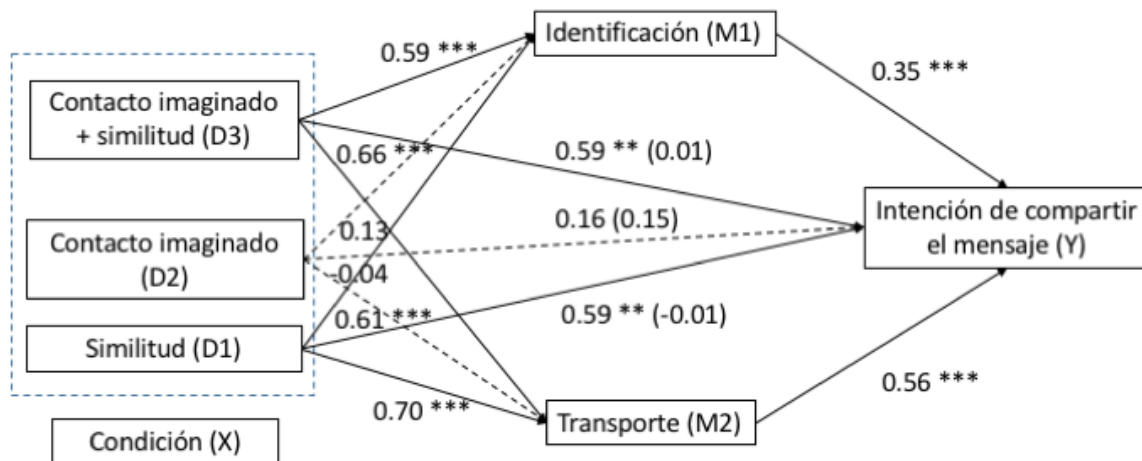 Identificación (M1)
0.59 ***
0.35 ***
Contacto imaginado
+ similitud (D3)
0.66 ***
0.59 ** (0.01)
Intención de compartir
el mensaje (Y)
0.13
0.16 (0.15)
Contacto imaginado
(D2)
-0.04
0.61 ***
0.59 ** (-0.01)
Similitud (D1)
0.70 ***
0.56 ***
Transporte (M2)
Condición (X)